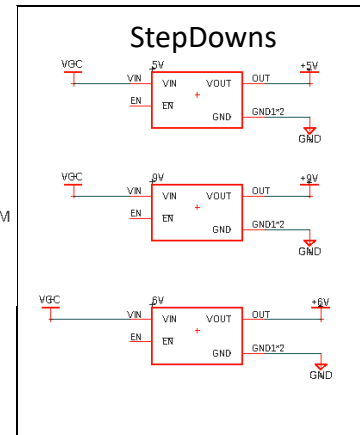 StepDowns
VCC 5V +5V
VIN VIN VOUT OUT
EN EN GND GND1*2
GND
VCC 9V +9V
VIN VIN VOUT OUT
EN EN GND GND1*2
GND
M
VCC 6V +6V
VIN VIN VOUT OUT
EN EN GND GND1*2
GND